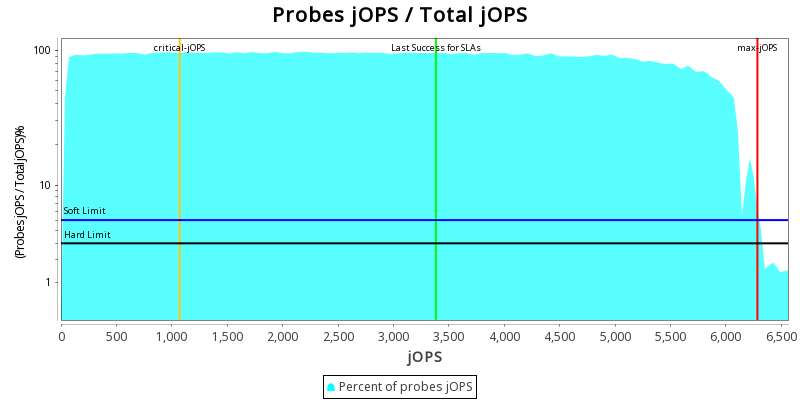 Probes jOPS / Total jOPS
(Probes jOPS / Total jOPS)%
100
10
1
critical-jOPS
Last Success for SLAs
max-jOPS
Soft Limit
Hard Limit
0 500 1,000 1,500 2,000 2,500 3,000 3,500 4,000 4,500 5,000 5,500 6,000 6,500
jOPS
Percent of probes jOPS